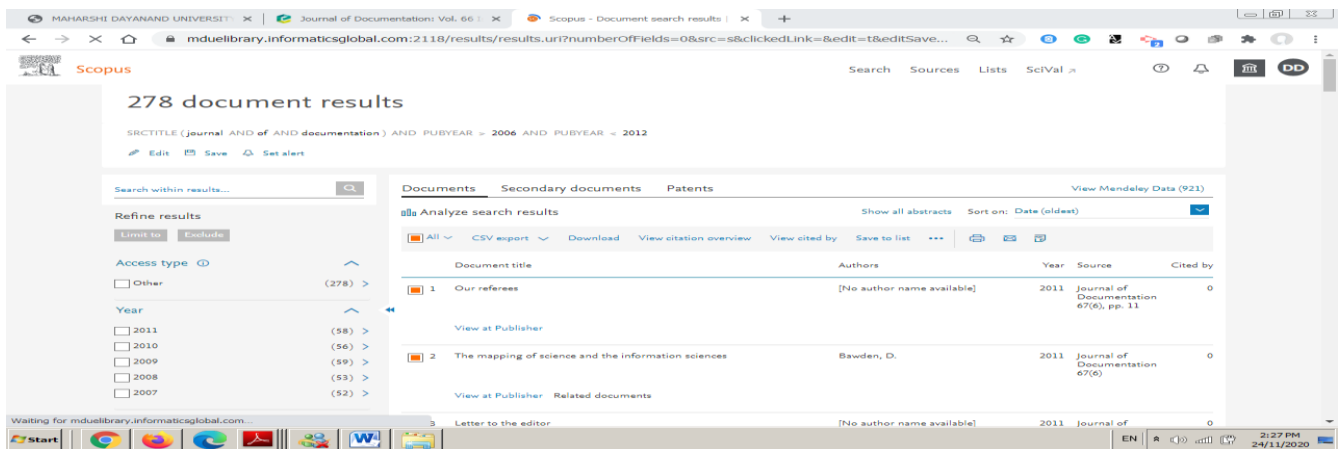 MAHARSHI DAYANAND UNIVERSIT
Journal of Documentation: Vol. 66
Scopus - Document search results |
mduelibrary.informaticsglobal.com:2118/results/results.uri?numberOfFields=0&src=s&clickedLink=&edit=t&editSave...
Scopus
Search Sources Lists SciVal
DD
278 document results
SRCTITLE ( journal AND of AND documentation ) AND PUBYEAR > 2006 AND PUBYEAR < 2012
Edit Save Set alert
Search within results...
Documents Secondary documents Patents View Mendeley Data (921)
Refine results
Analyze search results Show all abstracts Sort on: Date (oldest)
Limit to Exclude
All CSV export Download View citation overview View cited by Save to list •••
Access type
Document title Authors Year Source Cited by
Other (278) >
1 Our referees [No author name available] 2011 Journal of Documentation 67(6), pp. 11 0
Year
View at Publisher
2011 (58) >
2010 (56) >
2 The mapping of science and the information sciences Bawden, D. 2011 Journal of Documentation 67(6) 0
2009 (59) >
2008 (53) >
2007 (52) >
View at Publisher Related documents
Waiting for mduelibrary.informaticsglobal.com...
3 Letter to the editor [No author name available] 2011 Journal of 0
Start
EN
2:27 PM
24/11/2020